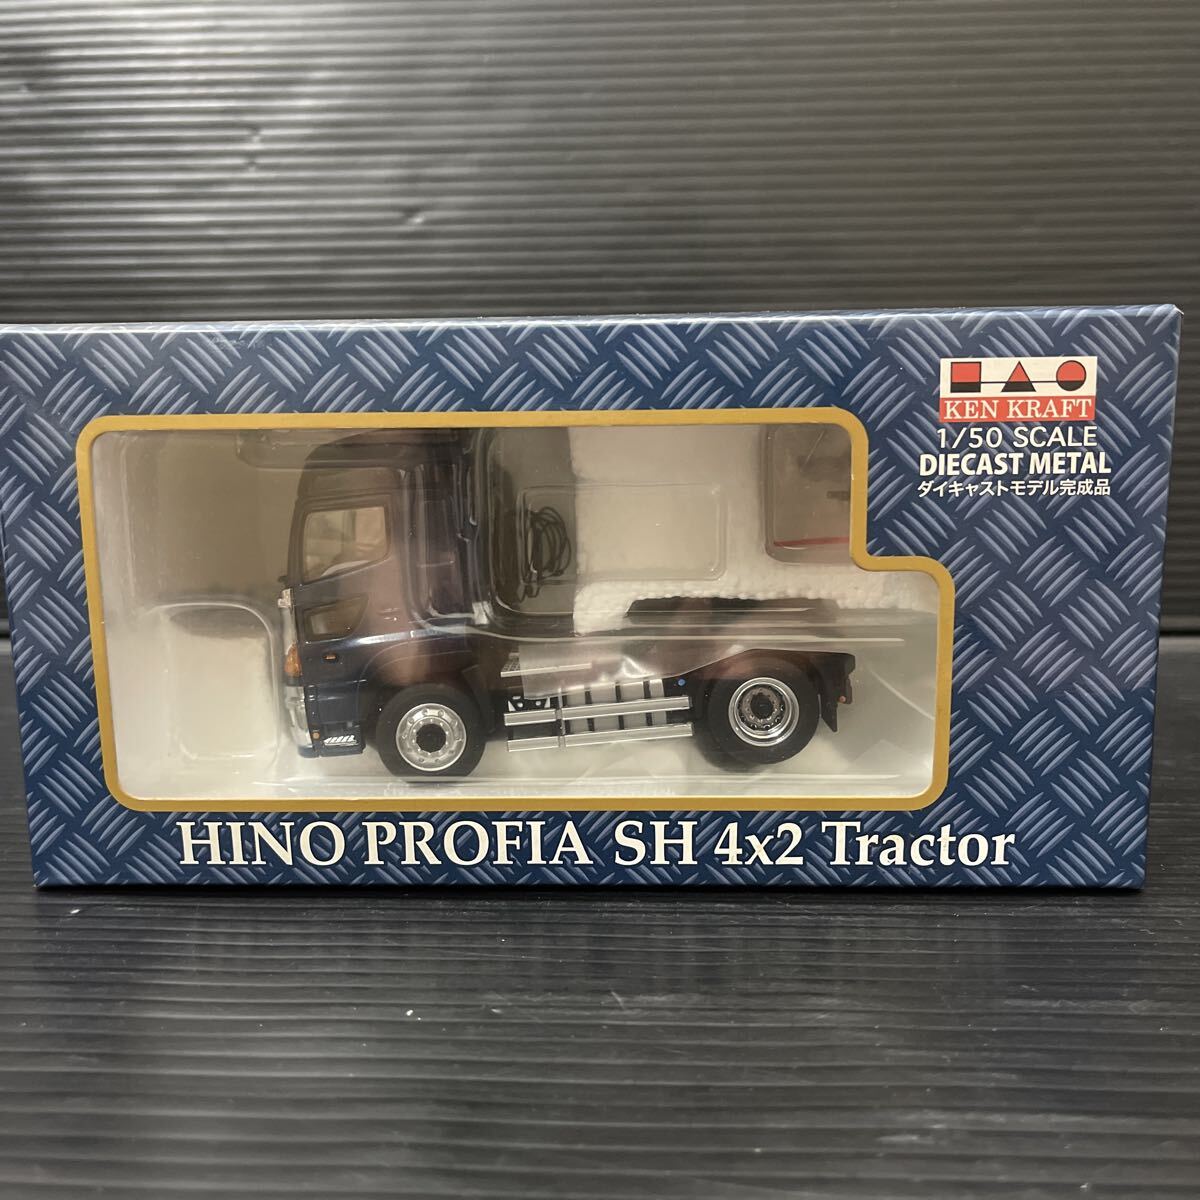 KEN KRAFT
1/50 SCALE
DIECAST METAL
ダイキャストモデル完成品
HINO PROFIA SH 4x2 Tractor